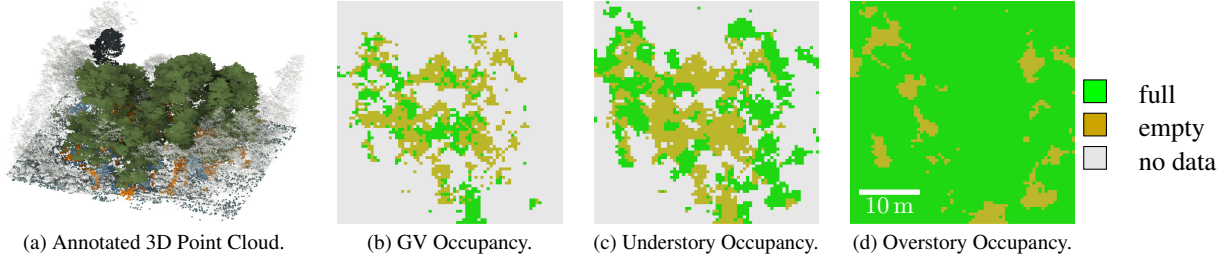 full
empty
no data
10 m
(a) Annotated 3D Point Cloud.
(b) GV Occupancy.
(c) Understory Occupancy.
(d) Overstory Occupancy.